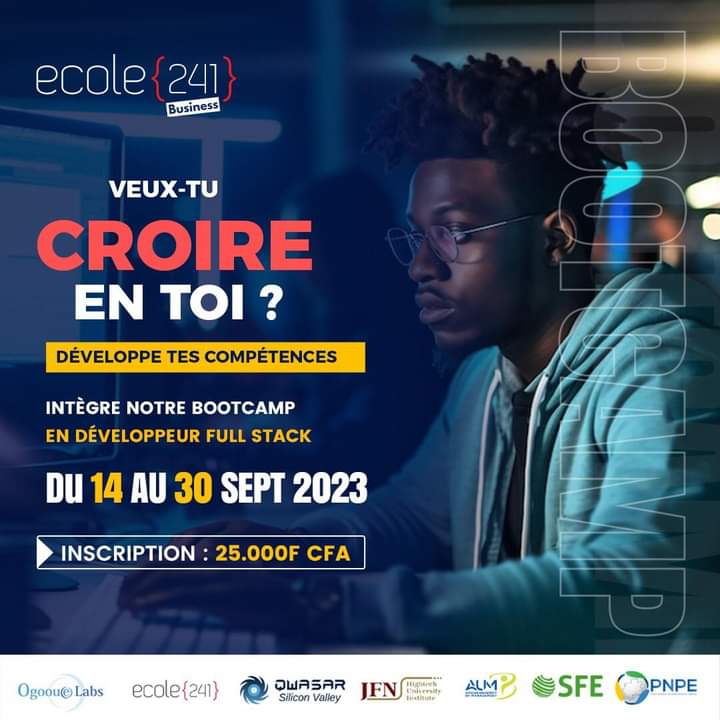 ecole{241}
Business
VEUX-TU
CROIRE
EN TOI ?
DÉVELOPPE TES COMPÉTENCES
INTÈGRE NOTRE BOOTCAMP
EN DÉVELOPPEUR FULL STACK
DU 14 AU 30 SEPT 2023
INSCRIPTION : 25.000F CFA
BOOTCAMP
Ogooué Labs
ecole{241}
QWASAR
Silicon Valley
JFN
Hightech
University
Institute
ALM
SFE
PNPE